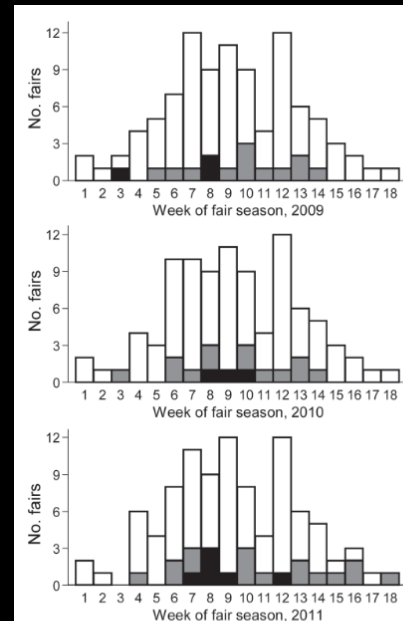 No. fairs
12
9
6
3
0
1 2 3 4 5 6 7 8 9 10 11 12 13 14 15 16 17 18
Week of fair season, 2009
No. fairs
12
9
6
3
0
1 2 3 4 5 6 7 8 9 10 11 12 13 14 15 16 17 18
Week of fair season, 2010
No. fairs
12
9
6
3
0
1 2 3 4 5 6 7 8 9 10 11 12 13 14 15 16 17 18
Week of fair season, 2011